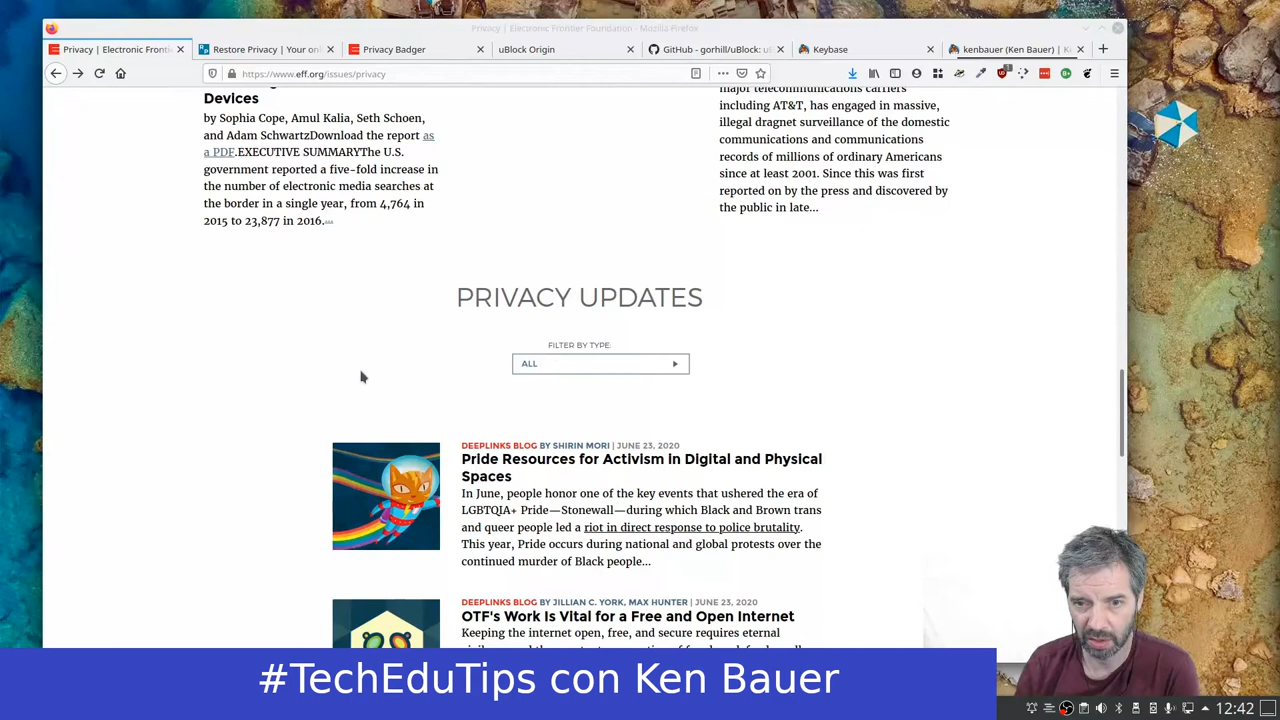 Privacy | Electronic Frontier Foundation - Mozilla Firefox
Privacy | Electronic Fronti
Restore Privacy | Your onl
Privacy Badger
uBlock Origin
GitHub - gorhill/uBlock: uB
Keybase
kenbauer (Ken Bauer) | Ke
https://www.eff.org/issues/privacy
Devices
by Sophia Cope, Amul Kalia, Seth Schoen,
and Adam SchwartzDownload the report as
a PDF.EXECUTIVE SUMMARYThe U.S.
government reported a five-fold increase in
the number of electronic media searches at
the border in a single year, from 4,764 in
2015 to 23,877 in 2016....
major telecommunications carriers
including AT&T, has engaged in massive,
illegal dragnet surveillance of the domestic
communications and communications
records of millions of ordinary Americans
since at least 2001. Since this was first
reported on by the press and discovered by
the public in late...
PRIVACY UPDATES
FILTER BY TYPE:
ALL
DEEPLINKS BLOG BY SHIRIN MORI | JUNE 23, 2020
Pride Resources for Activism in Digital and Physical
Spaces
In June, people honor one of the key events that ushered the era of
LGBTQIA+ Pride—Stonewall—during which Black and Brown trans
and queer people led a riot in direct response to police brutality.
This year, Pride occurs during national and global protests over the
continued murder of Black people...
DEEPLINKS BLOG BY JILLIAN C. YORK, MAX HUNTER | JUNE 23, 2020
OTF's Work Is Vital for a Free and Open Internet
Keeping the internet open, free, and secure requires eternal
#TechEduTips con Ken Bauer
12:42